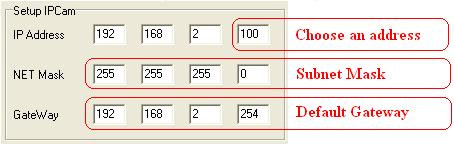 Setup IPCam
IP Address 192 168 2 100 Choose an address
NET Mask 255 255 255 0 Subnet Mask
GateWay 192 168 2 254 Default Gateway